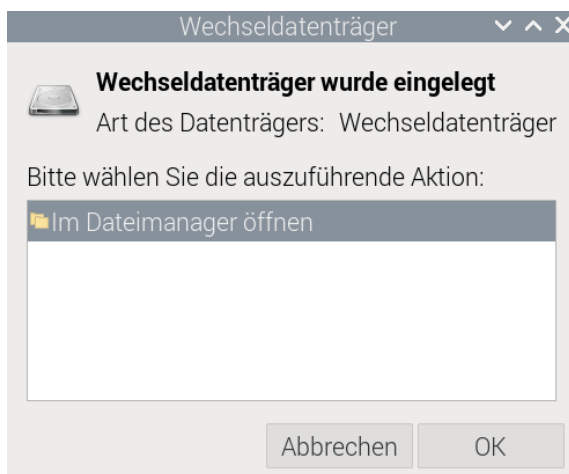 Wechseldatenträger
Wechseldatenträger wurde eingelegt
Art des Datenträgers: Wechseldatenträger
Bitte wählen Sie die auszuführende Aktion:
Im Dateimanager öffnen
Abbrechen OK